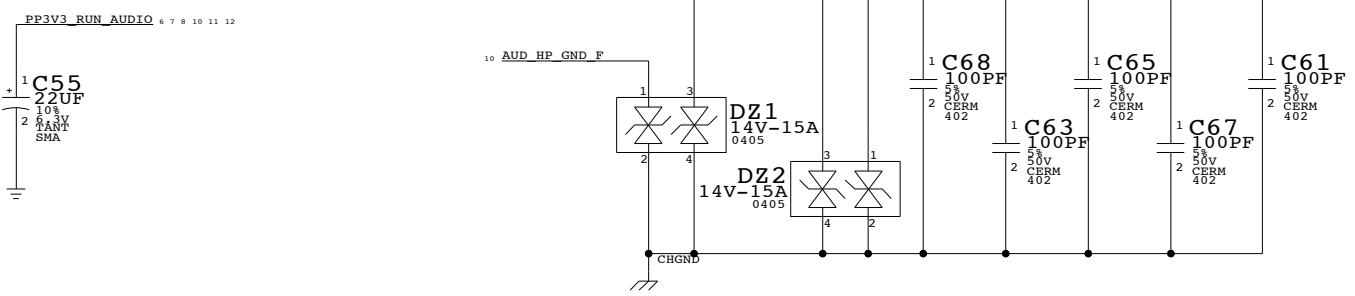 PP3V3_RUN_AUDIO 6 7 8 10 11 12
1
C55
22UF
10%
6.3V
TANT
SMA
+
2
10 AUD_HP_GND_F
1
3
DZ1
14V-15A
0405
2
4
DZ2
14V-15A
0405
3
1
4
2
CHGND
1
C68
100PF
5%
50V
CERM
402
2
1
C63
100PF
5%
50V
CERM
402
2
1
C65
100PF
5%
50V
CERM
402
2
1
C67
100PF
5%
50V
CERM
402
2
1
C61
100PF
5%
50V
CERM
402
2